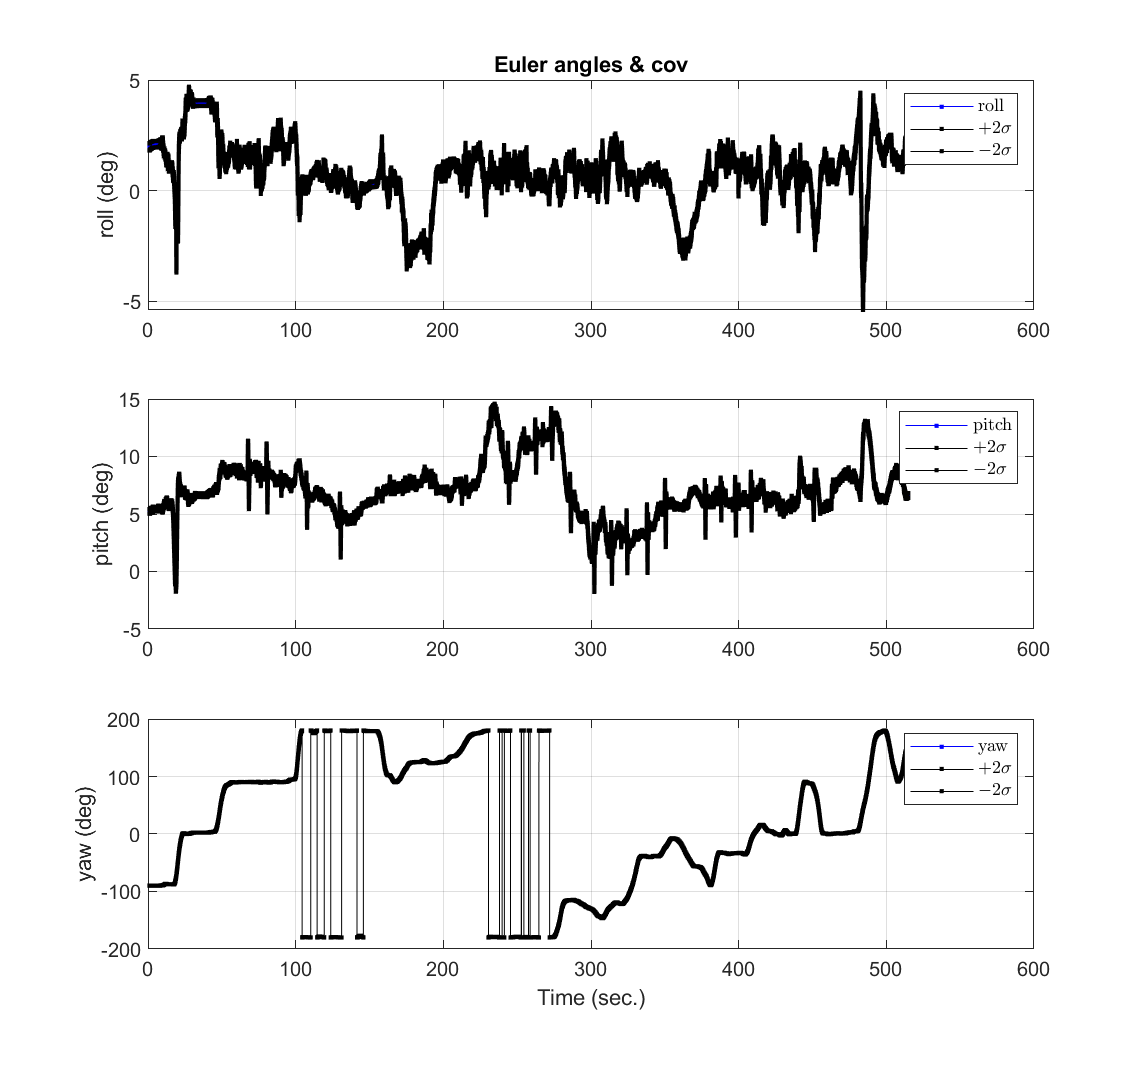 Euler angles & cov
roll (deg)
5
0
-5
0 100 200 300 400 500 600
roll
+2σ
−2σ
pitch (deg)
15
10
5
0
-5
0 100 200 300 400 500 600
pitch
+2σ
−2σ
yaw (deg)
200
100
0
-100
-200
0 100 200 300 400 500 600
yaw
+2σ
−2σ
Time (sec.)